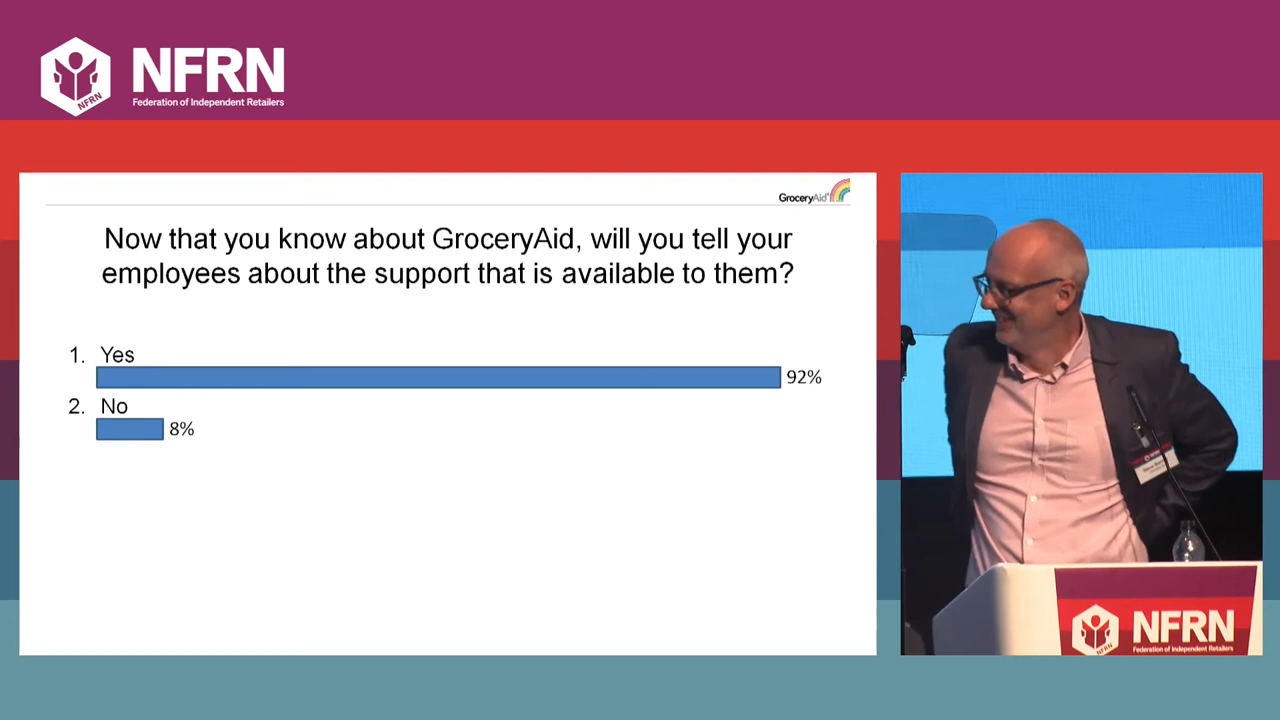 NFRN
NFRN
Federation of Independent Retailers
GroceryAid
Now that you know about GroceryAid, will you tell your
employees about the support that is available to them?
1. Yes
92%
2. No
8%
NFRN
Federation of Independent Retailers